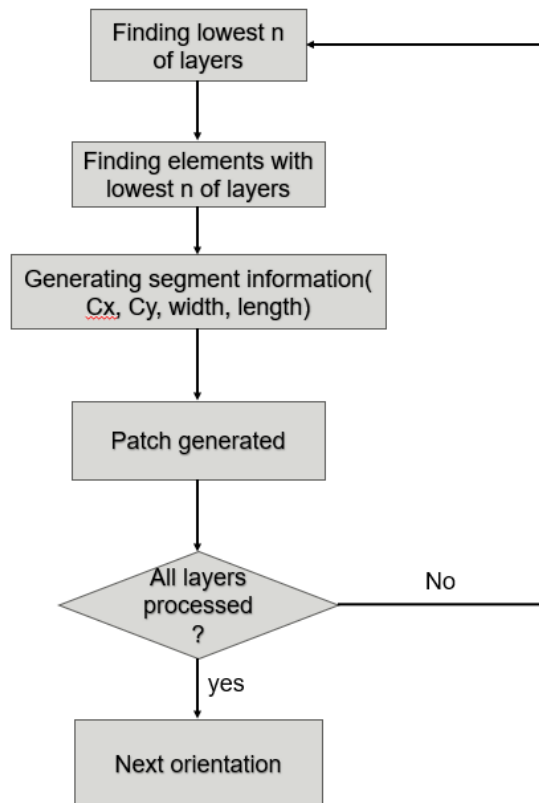 Finding lowest n
of layers
Finding elements with
lowest n of layers
Generating segment information(
Cx, Cy, width, length)
Patch generated
All layers
processed
?
No
yes
Next orientation